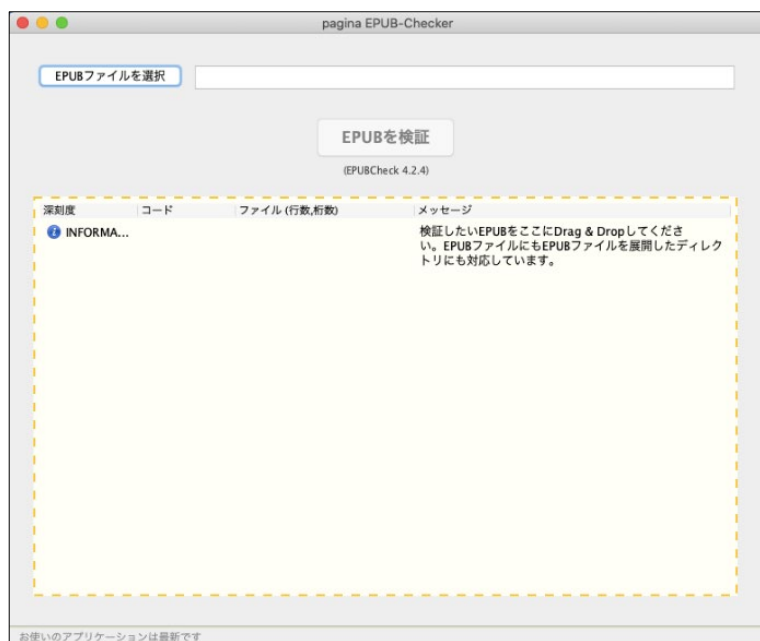 pagina EPUB-Checker
EPUBファイルを選択
EPUBを検証
(EPUBCheck 4.2.4)
深刻度 コード ファイル (行数,桁数) メッセージ
INFORMA... 検証したいEPUBをここにDrag & Dropしてくださ
い。EPUBファイルにもEPUBファイルを展開したディレク
トリにも対応しています。
お使いのアプリケーションは最新です